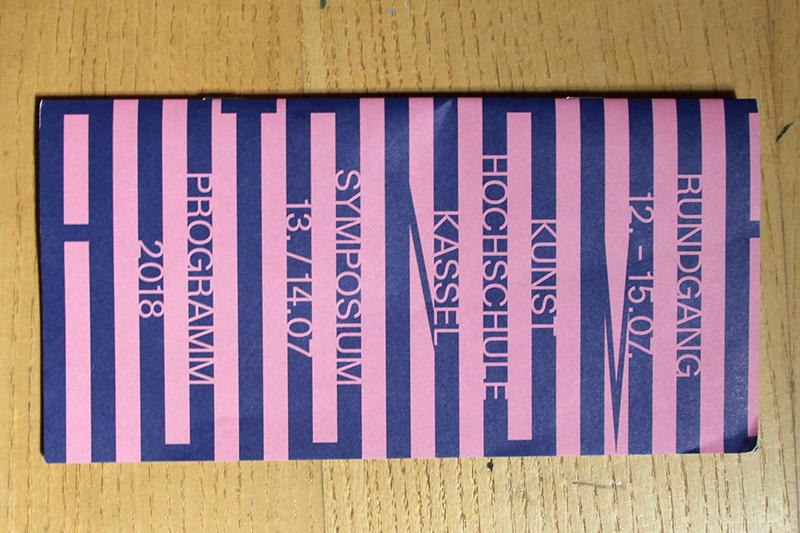 RUNDGANG
12. – 15.07.
KUNST
HOCHSCHULE
KASSEL
SYMPOSIUM
13. / 14.07
PROGRAMM
2018